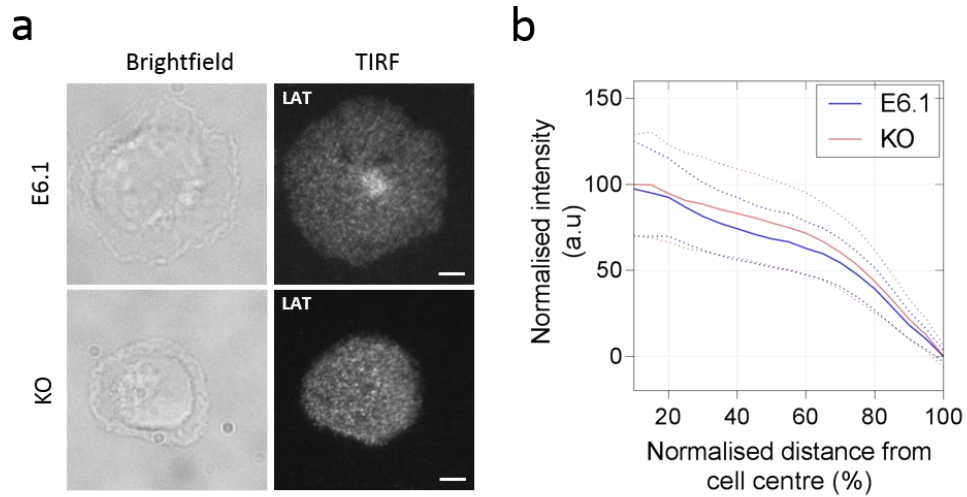 a
Brightfield
TIRF
E6.1
LAT
KO
LAT
b
150
100
50
0
20
40
60
80
100
E6.1
KO
Normalised intensity
(a.u)
Normalised distance from
cell centre (%)